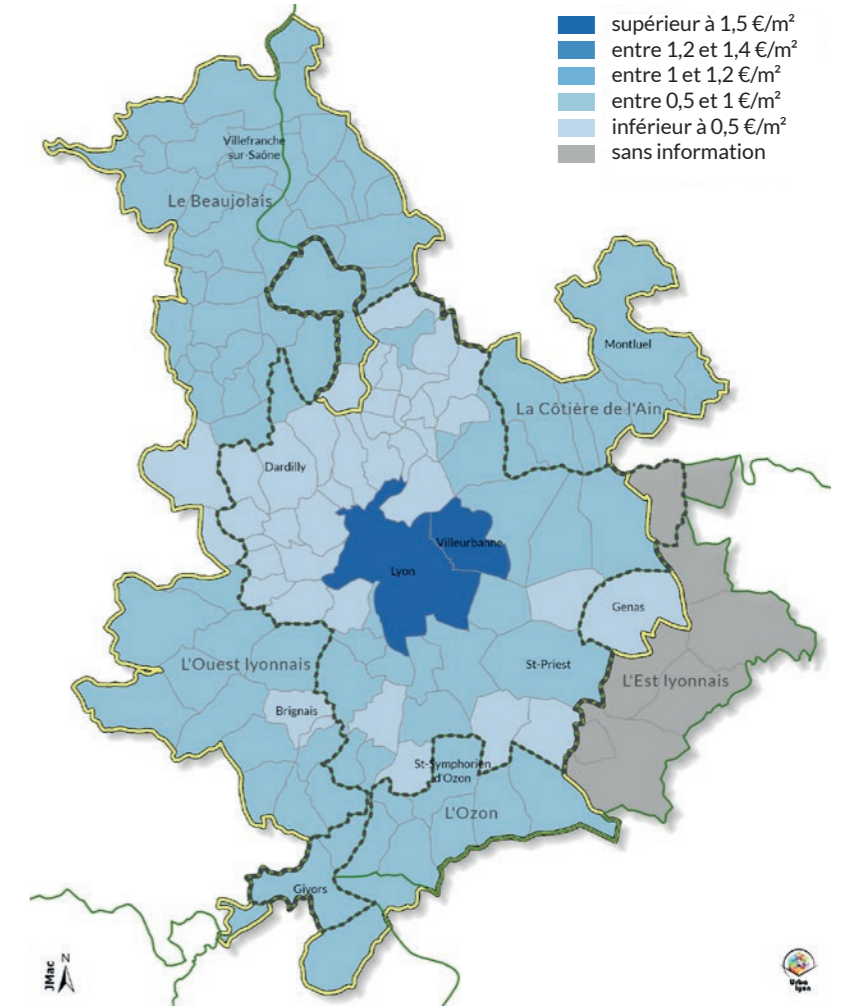 supérieur à 1,5 €/m²
entre 1,2 et 1,4 €/m²
entre 1 et 1,2 €/m²
entre 0,5 et 1 €/m²
inférieur à 0,5 €/m²
sans information
Villefranche
sur-Saône
Le Beaujolais
Montluel
La Côtière de l'Ain
Dardilly
Villeurbanne
Lyon
Genas
L'Ouest lyonnais
St-Priest
L'Est lyonnais
Brignais
St-Symphorien
d'Ozon
L'Ozon
Givors
JMac
N
Urba
lyon